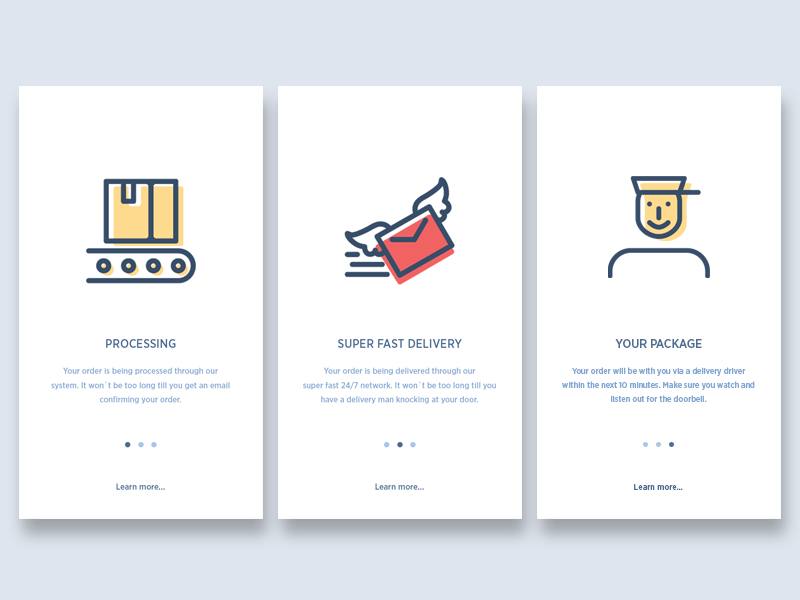 PROCESSING
Your order is being processed through our
system. It won`t be too long till you get an email
confirming your order.
Learn more...
SUPER FAST DELIVERY
Your order is being delivered through our
super fast 24/7 network. It won`t be too long till you
have a delivery man knocking at your door.
Learn more...
YOUR PACKAGE
Your order will be with you via a delivery driver
within the next 10 minutes. Make sure you watch and
listen out for the doorbell.
Learn more...